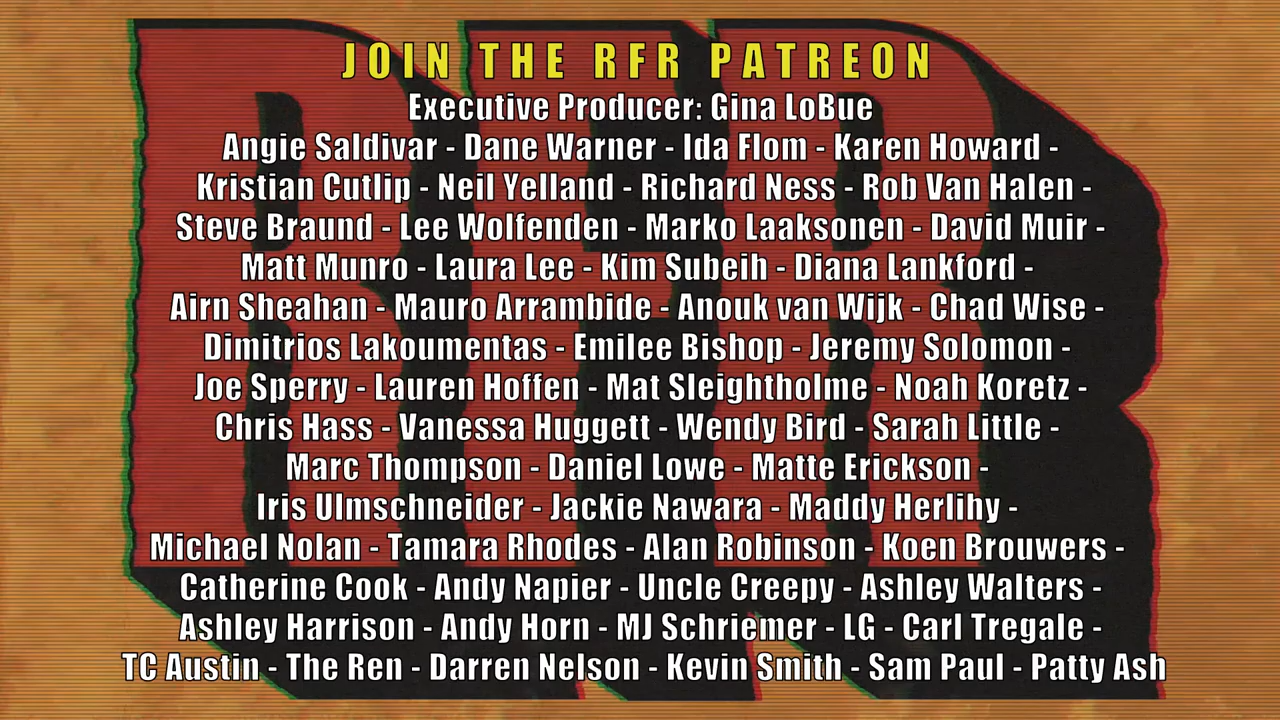 JOIN THE RFR PATREON
Executive Producer: Gina LoBue
Angie Saldivar - Dane Warner - Ida Flom - Karen Howard -
Kristian Cutlip - Neil Yelland - Richard Ness - Rob Van Halen -
Steve Braund - Lee Wolfenden - Marko Laaksonen - David Muir -
Matt Munro - Laura Lee - Kim Subeih - Diana Lankford -
Airn Sheahan - Mauro Arrambide - Anouk van Wijk - Chad Wise -
Dimitrios Lakoumentas - Emilee Bishop - Jeremy Solomon -
Joe Sperry - Lauren Hoffen - Mat Sleightholme - Noah Koretz -
Chris Hass - Vanessa Huggett - Wendy Bird - Sarah Little -
Marc Thompson - Daniel Lowe - Matte Erickson -
Iris Ulmschneider - Jackie Nawara - Maddy Herlihy -
Michael Nolan - Tamara Rhodes - Alan Robinson - Koen Brouwers -
Catherine Cook - Andy Napier - Uncle Creepy - Ashley Walters -
Ashley Harrison - Andy Horn - MJ Schriemer - LG - Carl Tregale -
TC Austin - The Ren - Darren Nelson - Kevin Smith - Sam Paul - Patty Ash
RFR